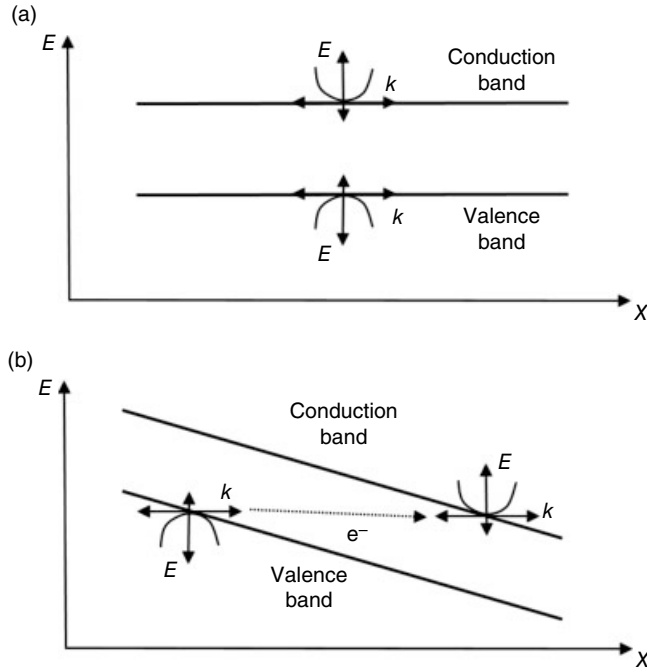 (a)
E
E
k
Conduction
band
k
E
Valence
band
X
(b)
E
Conduction
band
E
k
k
e⁻
E
Valence
band
X